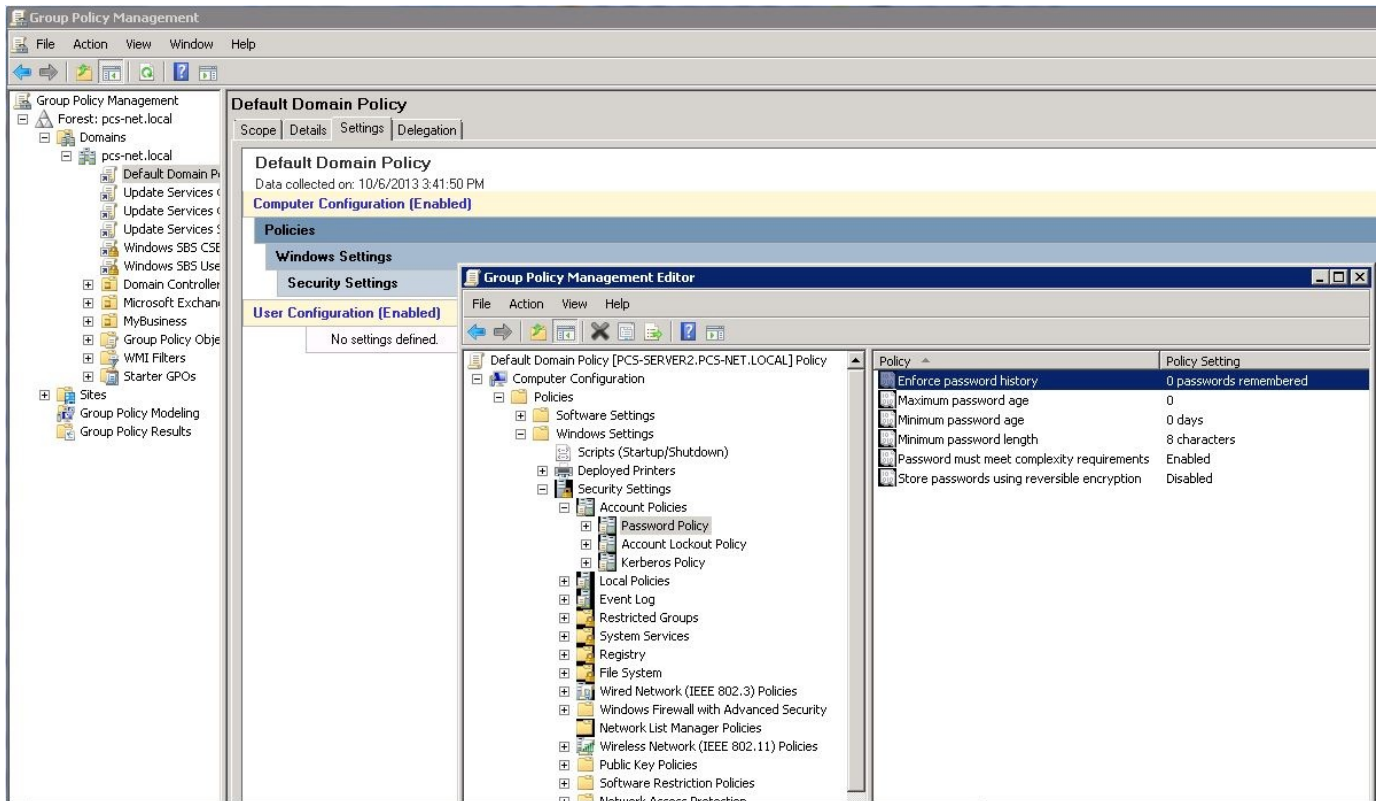 Group Policy Management
File Action View Window Help
Group Policy Management
Forest: pcs-net.local
Domains
pcs-net.local
Default Domain P
Update Services
Update Services
Update Services
Windows SBS CSE
Windows SBS Use
Domain Controller
Microsoft Exchan
MyBusiness
Group Policy Obje
WMI Filters
Starter GPOs
Sites
Group Policy Modeling
Group Policy Results
Default Domain Policy
Scope Details Settings Delegation
Default Domain Policy
Data collected on: 10/6/2013 3:41:50 PM
Computer Configuration (Enabled)
Policies
Windows Settings
Security Settings
User Configuration (Enabled)
No settings defined.
Group Policy Management Editor
File Action View Help
Default Domain Policy [PCS-SERVER2.PCS-NET.LOCAL] Policy
Computer Configuration
Policies
Software Settings
Windows Settings
Scripts (Startup/Shutdown)
Deployed Printers
Security Settings
Account Policies
Password Policy
Account Lockout Policy
Kerberos Policy
Local Policies
Event Log
Restricted Groups
System Services
Registry
File System
Wired Network (IEEE 802.3) Policies
Windows Firewall with Advanced Security
Network List Manager Policies
Wireless Network (IEEE 802.11) Policies
Public Key Policies
Software Restriction Policies
Network Access Protection
Policy Policy Setting
Enforce password history 0 passwords remembered
Maximum password age 0
Minimum password age 0 days
Minimum password length 8 characters
Password must meet complexity requirements Enabled
Store passwords using reversible encryption Disabled